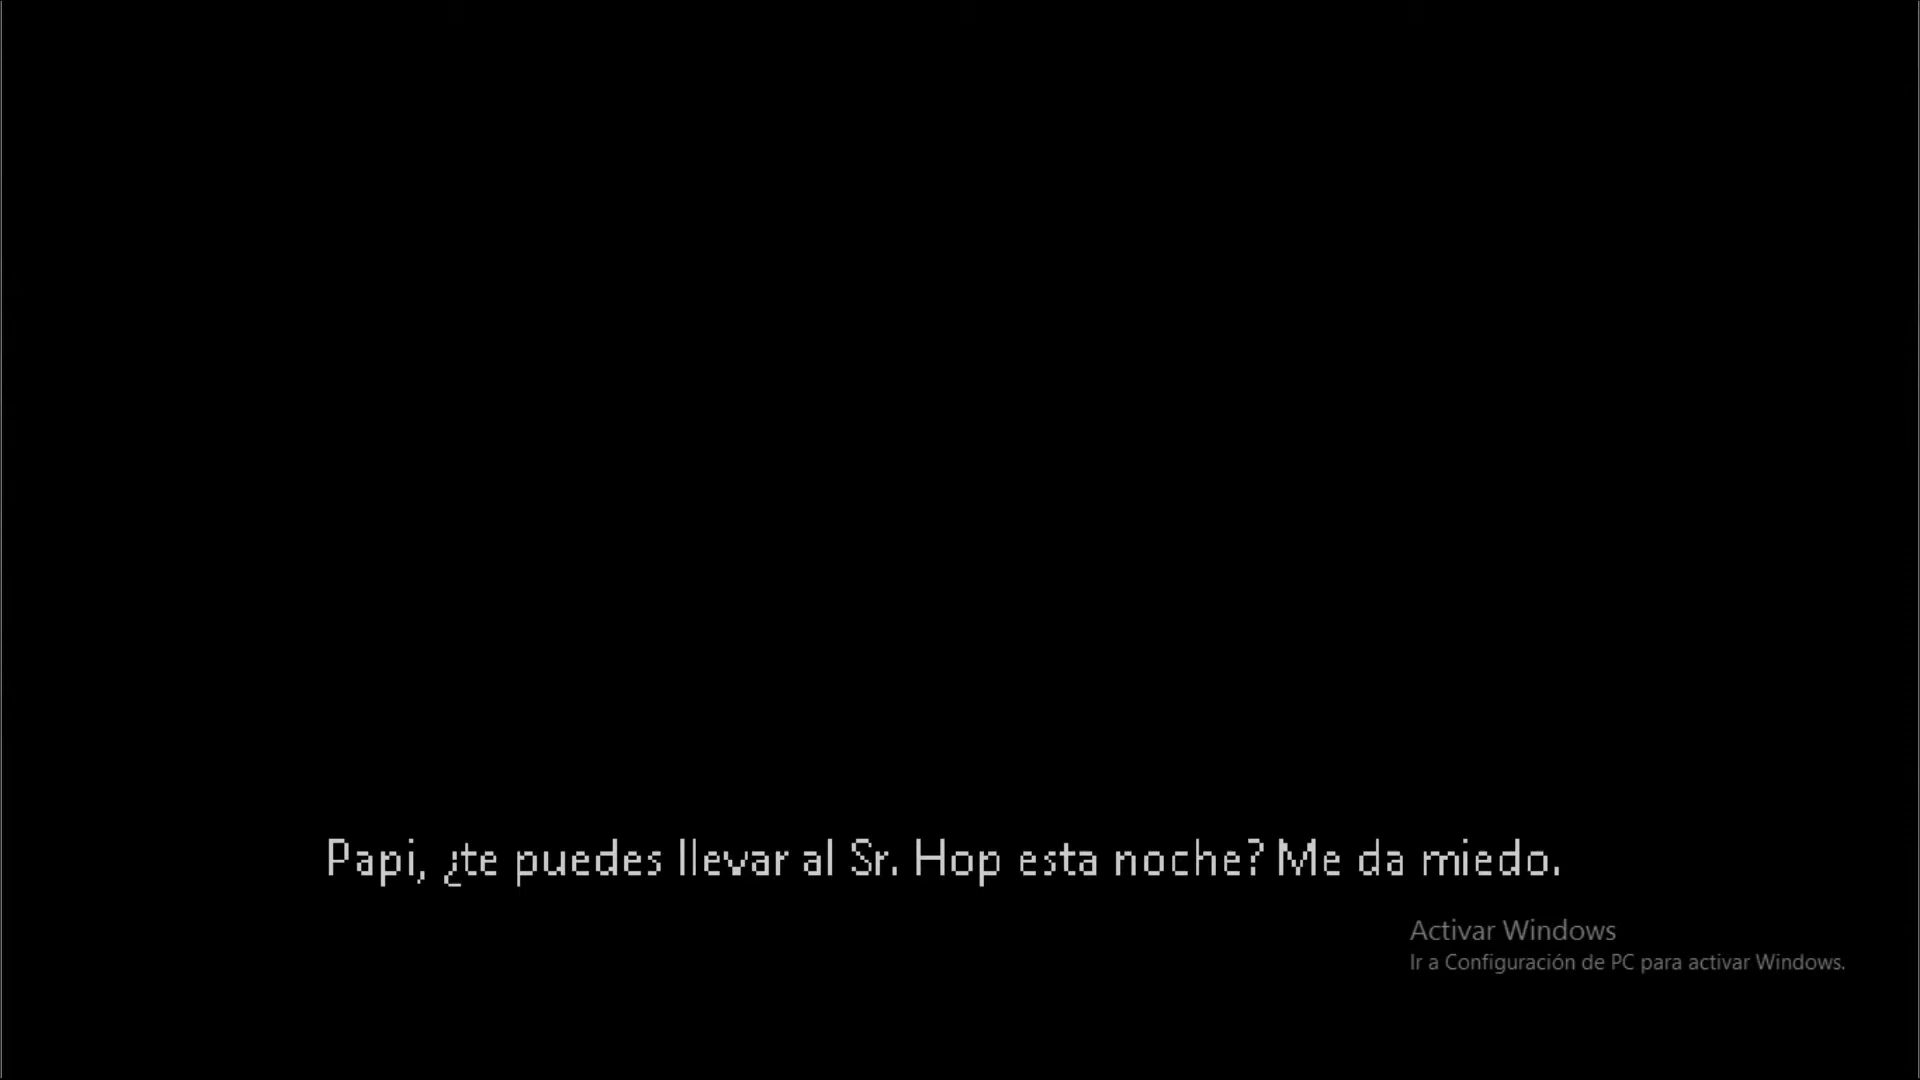 Papi, ¿te puedes llevar al Sr. Hop esta noche? Me da miedo.
Activar Windows
Ir a Configuración de PC para activar Windows.